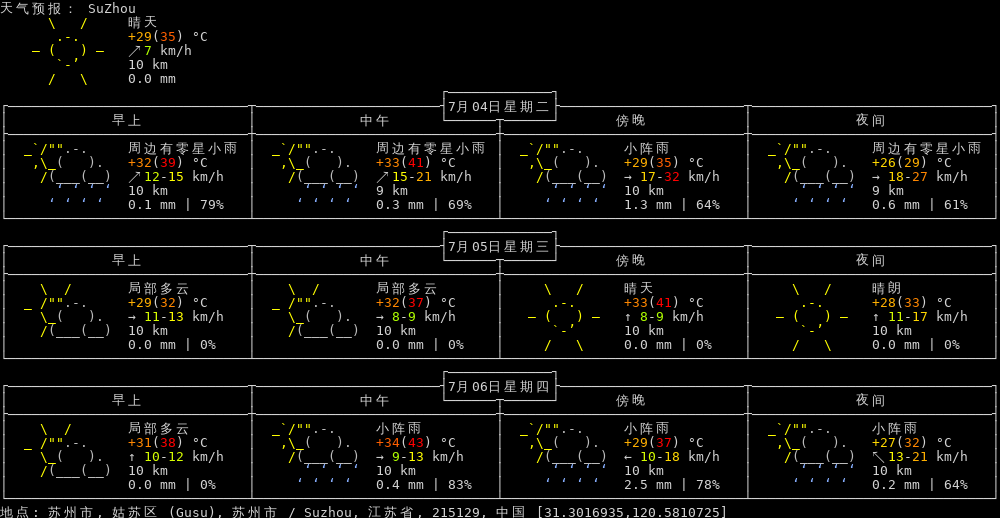 天气预报： SuZhou
晴天
+29(35) °C
↗ 7 km/h
10 km
0.0 mm
7月04日星期二
早上 中午 傍晚 夜间
周边有零星小雨 周边有零星小雨 小阵雨 周边有零星小雨
+32(39) °C +33(41) °C +29(35) °C +26(29) °C
↗ 12-15 km/h ↗ 15-21 km/h → 17-32 km/h → 18-27 km/h
10 km 9 km 10 km 9 km
0.1 mm | 79% 0.3 mm | 69% 1.3 mm | 64% 0.6 mm | 61%
7月05日星期三
早上 中午 傍晚 夜间
局部多云 局部多云 晴天 晴朗
+29(32) °C +32(37) °C +33(41) °C +28(33) °C
→ 11-13 km/h → 8-9 km/h ↑ 8-9 km/h ↑ 11-17 km/h
10 km 10 km 10 km 10 km
0.0 mm | 0% 0.0 mm | 0% 0.0 mm | 0% 0.0 mm | 0%
7月06日星期四
早上 中午 傍晚 夜间
局部多云 小阵雨 小阵雨 小阵雨
+31(38) °C +34(43) °C +29(37) °C +27(32) °C
↑ 10-12 km/h → 9-13 km/h ← 10-18 km/h ↖ 13-21 km/h
10 km 10 km 10 km 10 km
0.0 mm | 0% 0.4 mm | 83% 2.5 mm | 78% 0.2 mm | 64%
地点: 苏州市, 姑苏区 (Gusu), 苏州市 / Suzhou, 江苏省, 215129, 中国 [31.3016935,120.5810725]